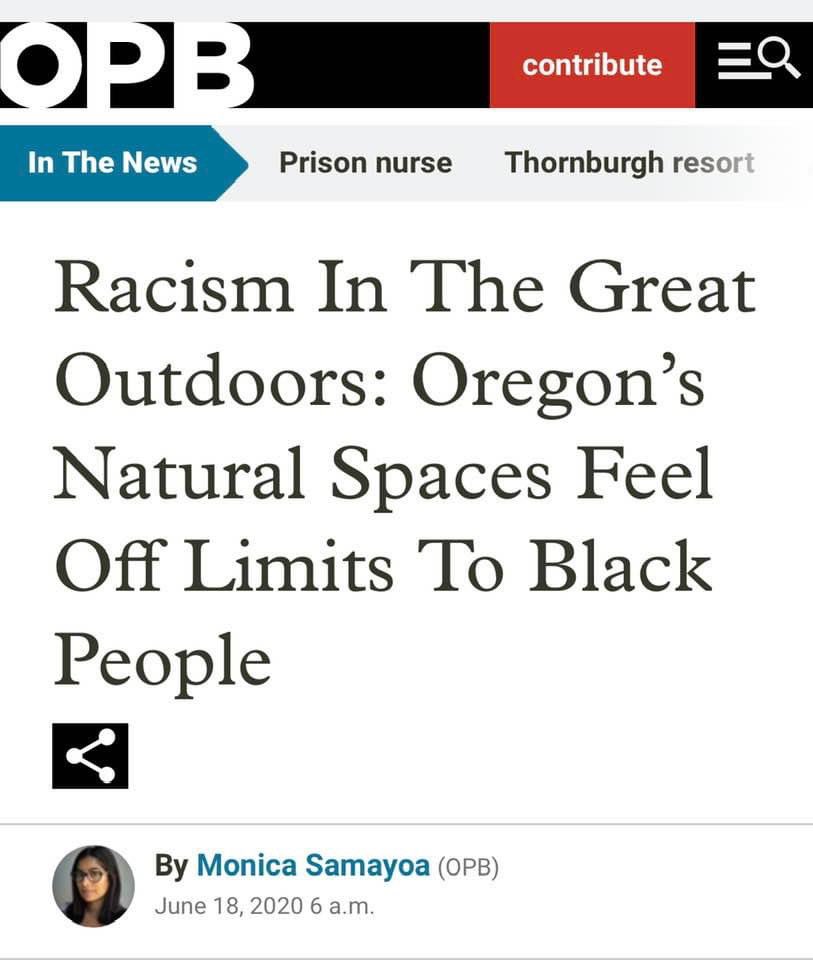 OPB
contribute
In The News
Prison nurse
Thornburgh resort
Racism In The Great
Outdoors: Oregon’s
Natural Spaces Feel
Off Limits To Black
People
By Monica Samayoa (OPB)
June 18, 2020 6 a.m.